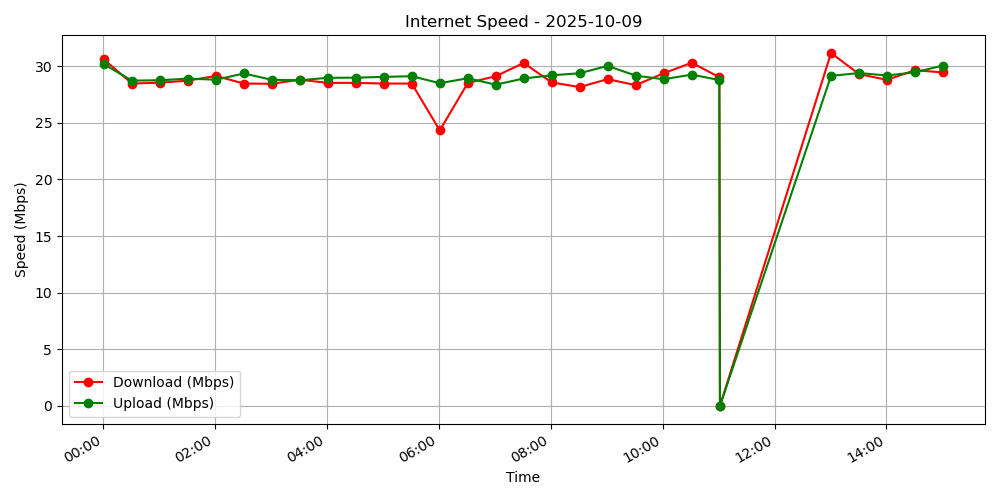 Internet Speed - 2025-10-09
Speed (Mbps)
30
25
20
15
10
5
0
Download (Mbps)
Upload (Mbps)
00:00 02:00 04:00 06:00 08:00 10:00 12:00 14:00
Time